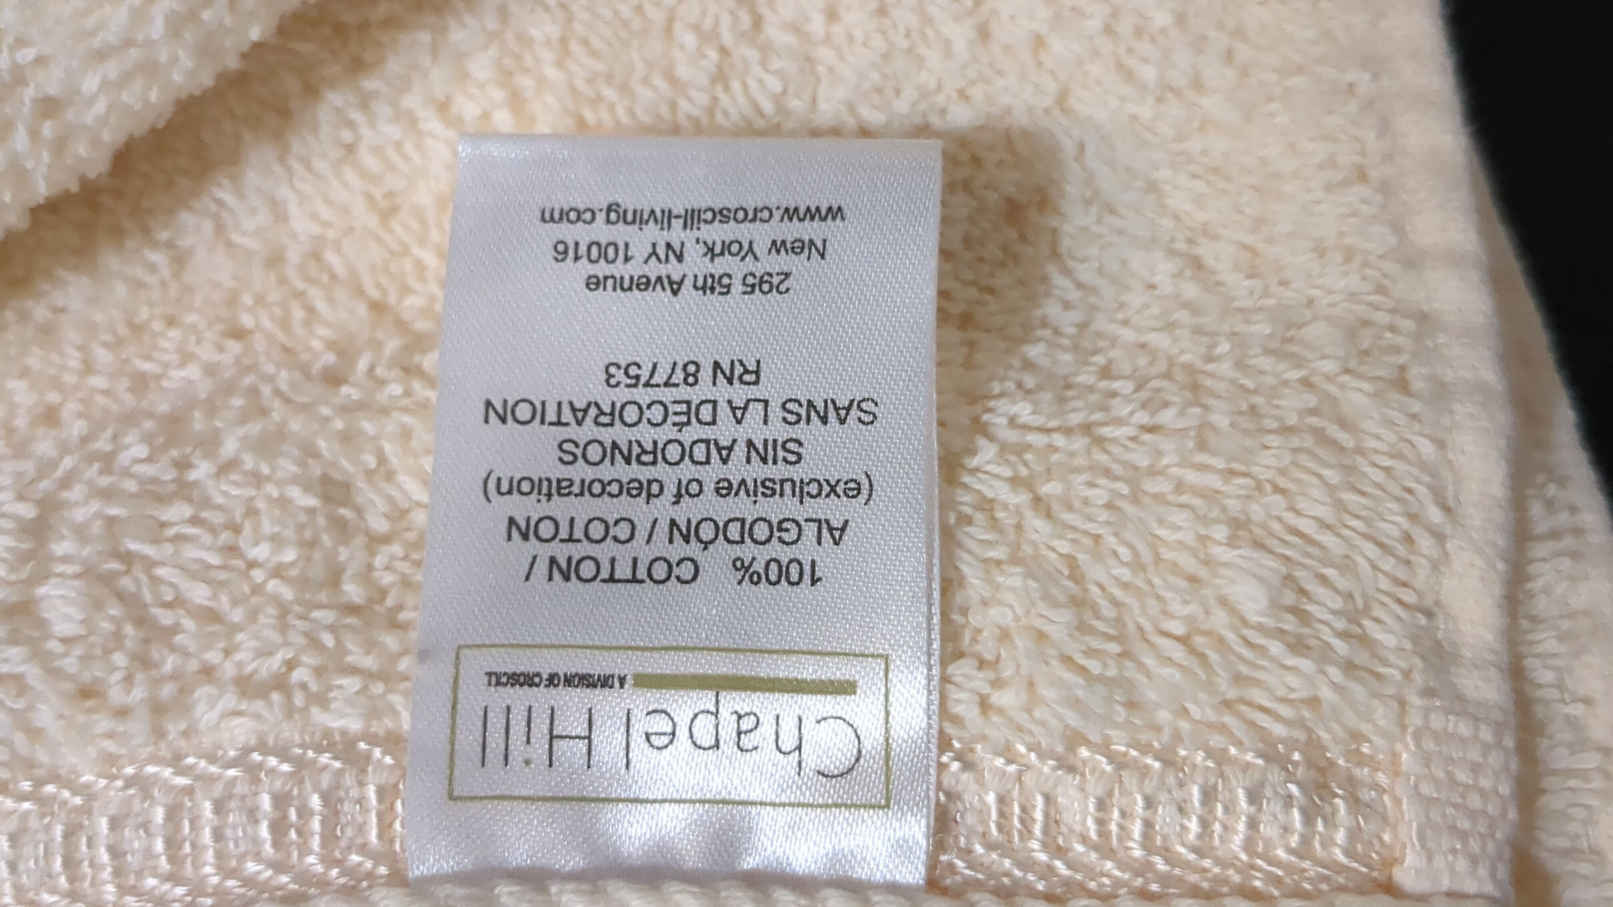 Chapel Hill
A DIVISION OF CROSCILL
100% COTTON /
ALGODÓN / COTON
(exclusive of decoration)
SIN ADORNOS
SANS LA DÉCORATION
RN 87753
295 5th Avenue
New York, NY 10016
www.croscill-living.com